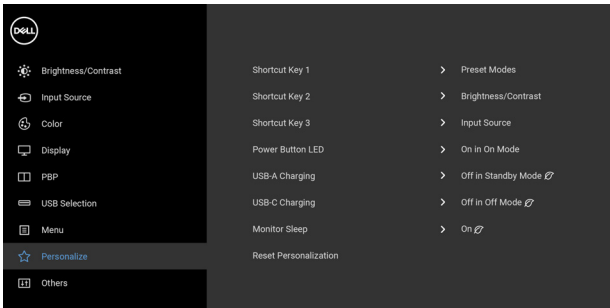 DELL
Brightness/Contrast
Input Source
Color
Display
PBP
USB Selection
Menu
Personalize
Others
Shortcut Key 1 Preset Modes
Shortcut Key 2 Brightness/Contrast
Shortcut Key 3 Input Source
Power Button LED On in On Mode
USB-A Charging Off in Standby Mode
USB-C Charging Off in Off Mode
Monitor Sleep On
Reset Personalization